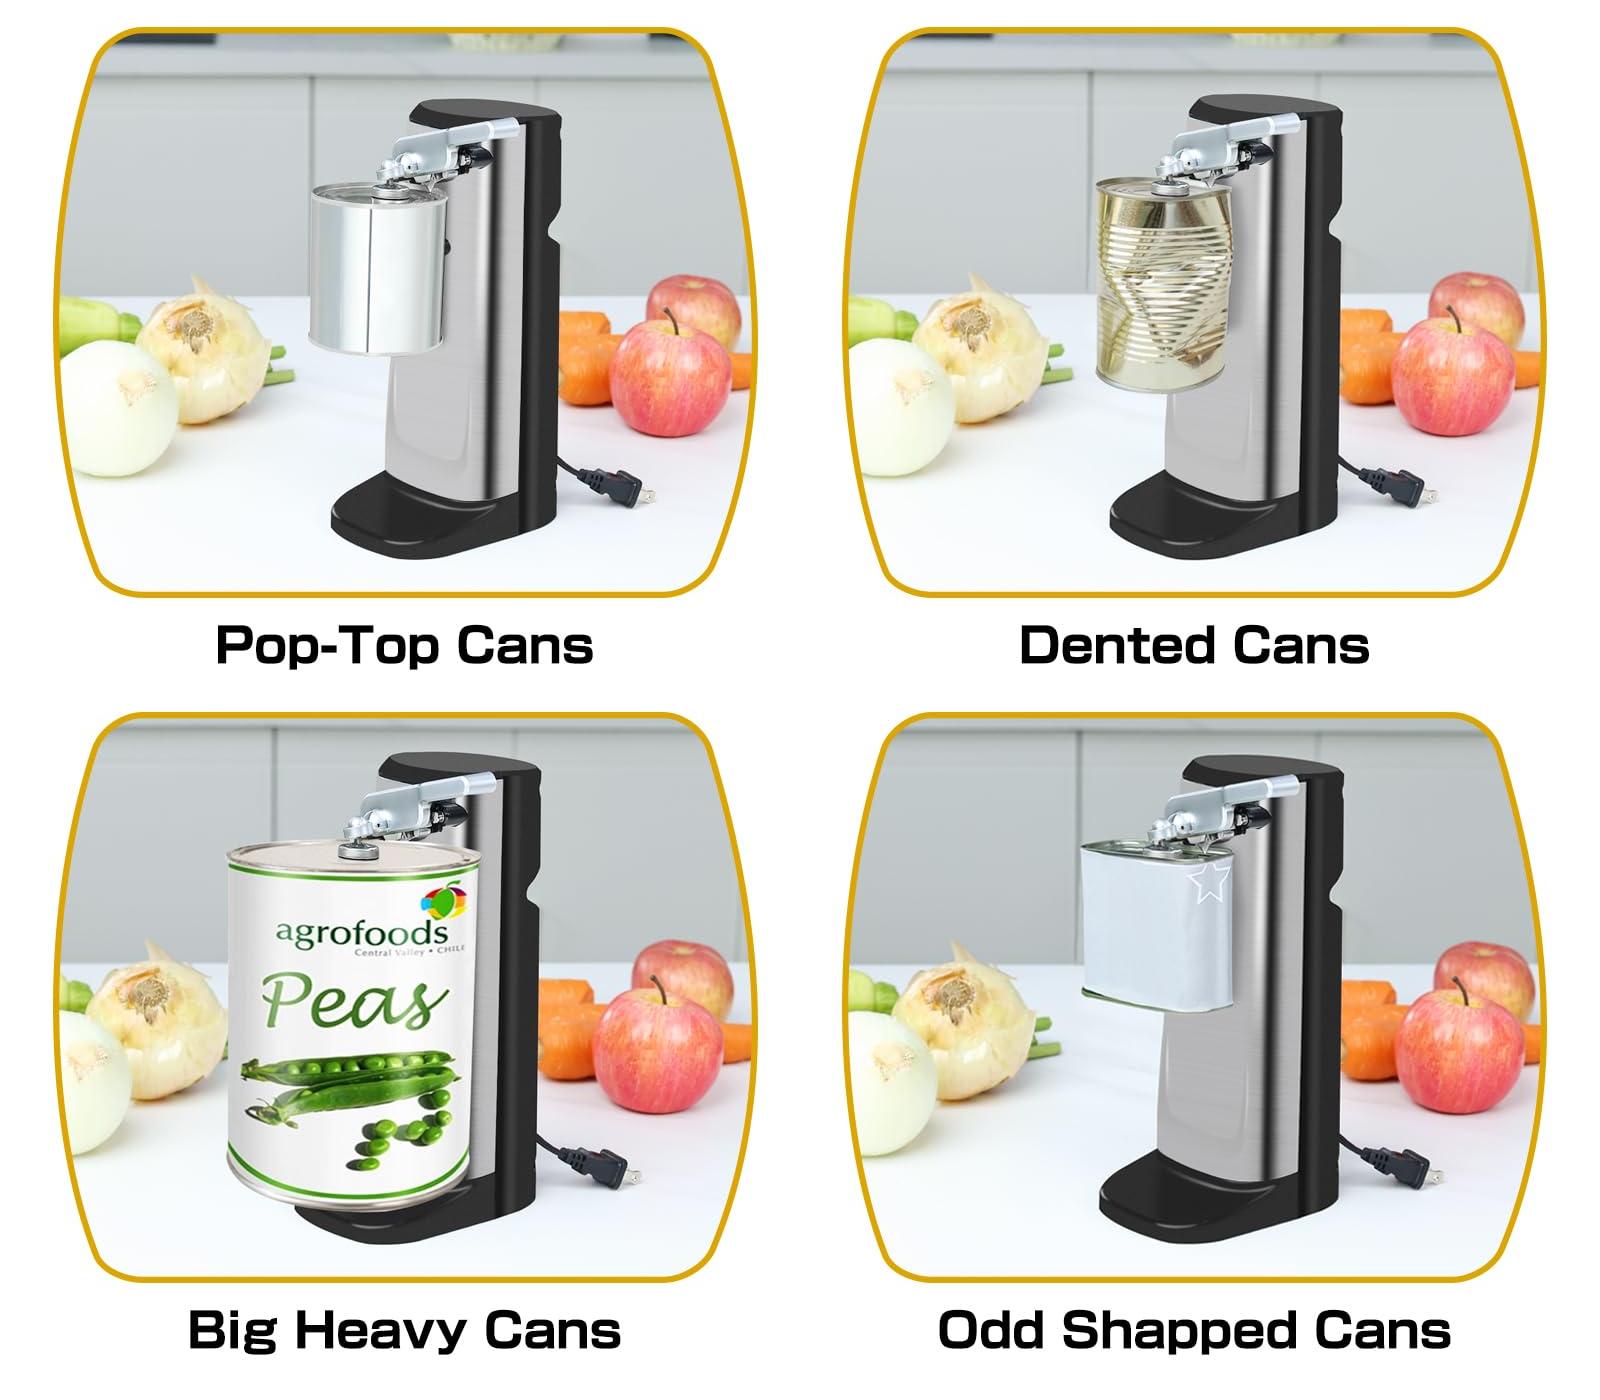 Pop-Top Cans
Dented Cans
agrofoods
Central Valley • CHILE
Peas
Big Heavy Cans
Odd Shapped Cans